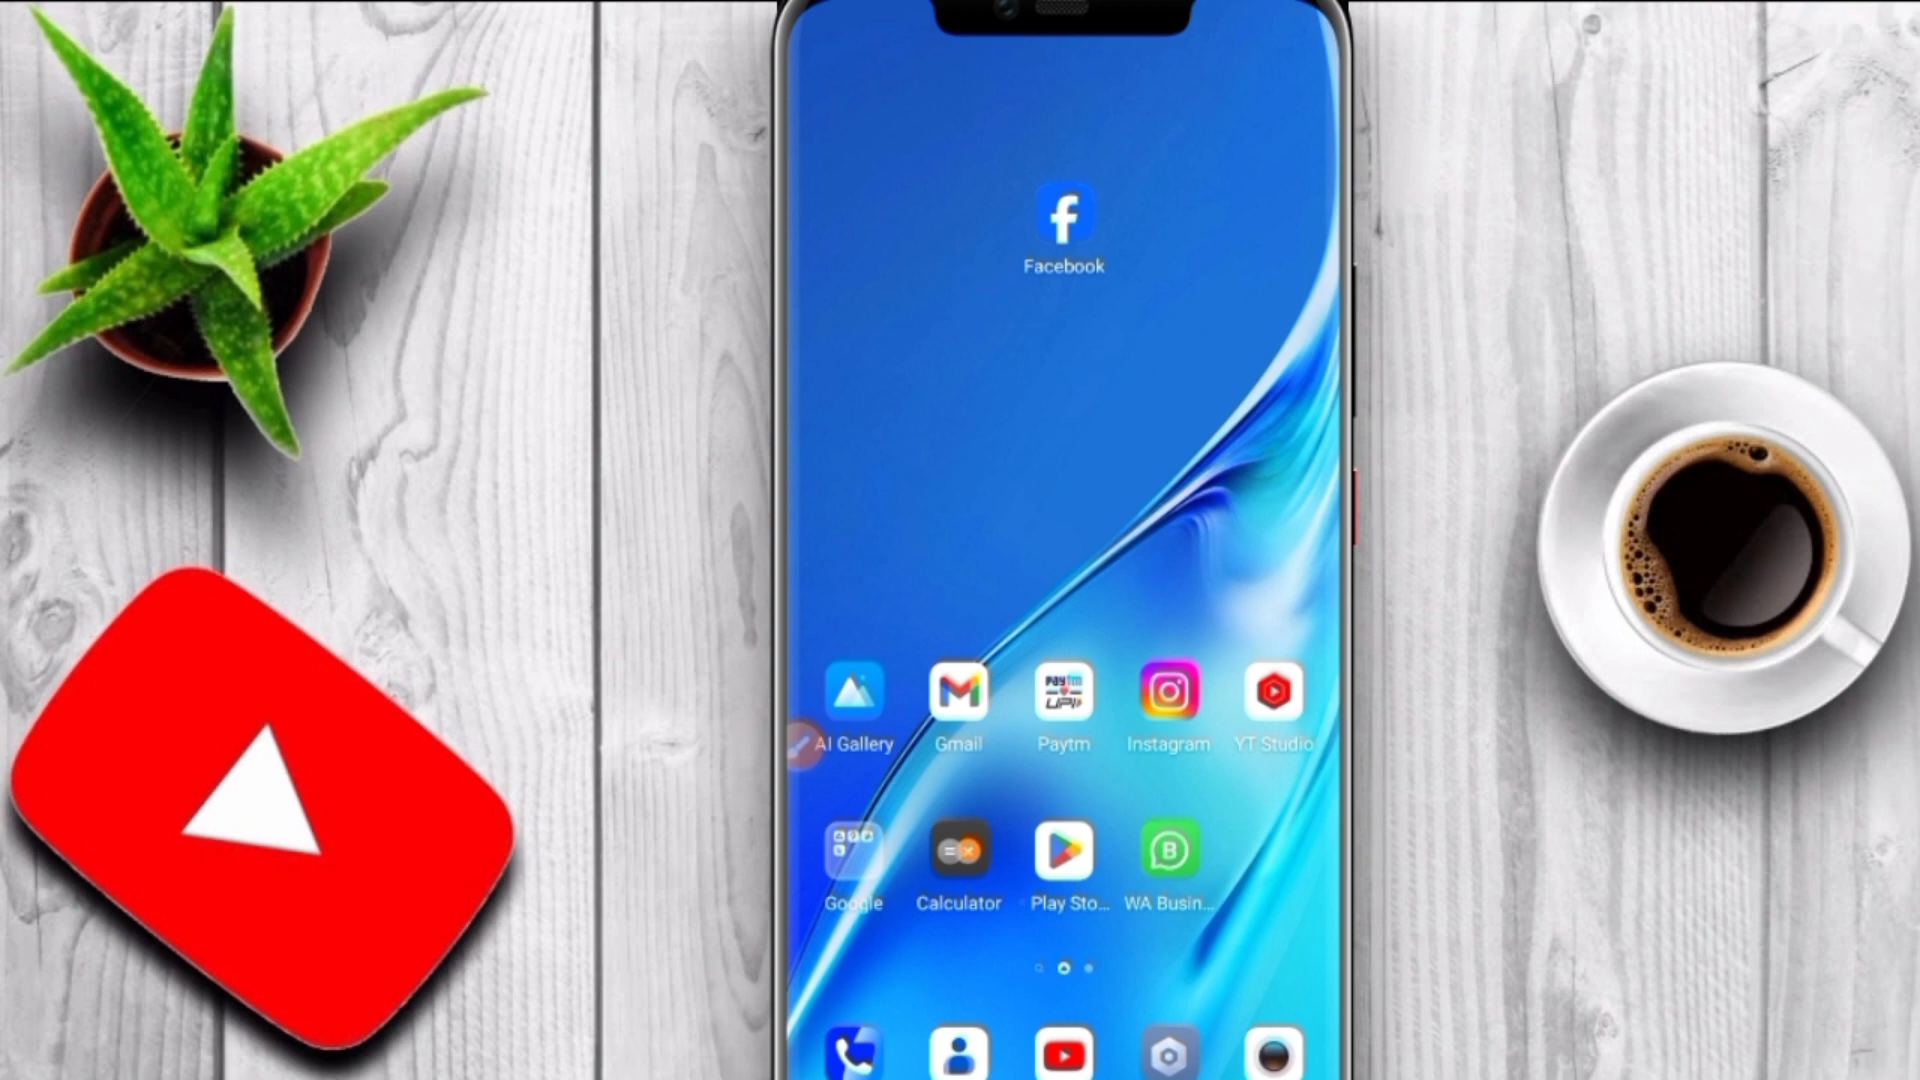 Facebook
AI Gallery Gmail Paytm Instagram YT Studio
Google Calculator Play Sto... WA Busin...